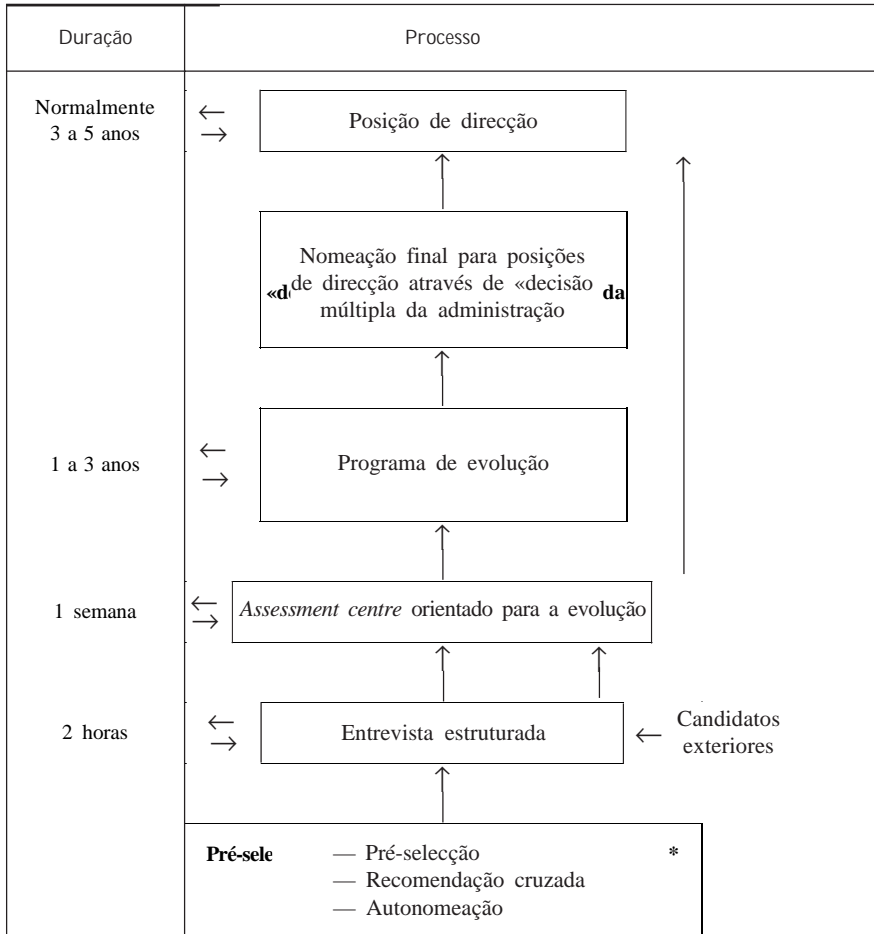 Duração
Processo
Normalmente
3 a 5 anos
Posição de direcção
Nomeação final para posições
«d de direcção através de «decisão da
múltipla da administração
1 a 3 anos
Programa de evolução
1 semana
Assessment centre orientado para a evolução
2 horas
Entrevista estruturada
Candidatos
exteriores
Pré-sele — Pré-selecção *
— Recomendação cruzada
— Autonomeação